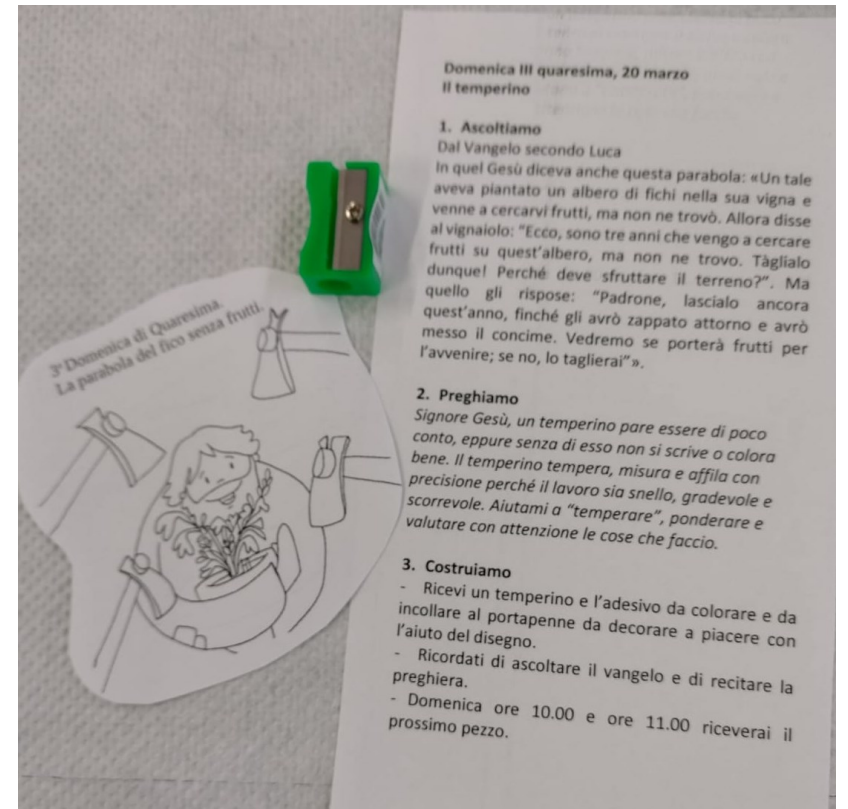 Domenica III quaresima, 20 marzo
Il temperino
1. Ascoltiamo
Dal Vangelo secondo Luca
In quel Gesù diceva anche questa parabola: «Un tale
aveva piantato un albero di fichi nella sua vigna e
venne a cercarvi frutti, ma non ne trovò. Allora disse
al vignaiolo: "Ecco, sono tre anni che vengo a cercare
frutti su quest'albero, ma non ne trovo. Tàglialo
dunque! Perché deve sfruttare il terreno?". Ma
quello gli rispose: "Padrone, lascialo ancora
quest'anno, finché gli avrò zappato attorno e avrò
messo il concime. Vedremo se porterà frutti per
l'avvenire; se no, lo taglierai"».
2. Preghiamo
Signore Gesù, un temperino pare essere di poco
conto, eppure senza di esso non si scrive o colora
bene. Il temperino tempera, misura e affila con
precisione perché il lavoro sia snello, gradevole e
scorrevole. Aiutami a "temperare", ponderare e
valutare con attenzione le cose che faccio.
3. Costruiamo
- Ricevi un temperino e l'adesivo da colorare e da
incollare al portapenne da decorare a piacere con
l'aiuto del disegno.
- Ricordati di ascoltare il vangelo e di recitare la
preghiera.
- Domenica ore 10.00 e ore 11.00 riceverai il
prossimo pezzo.
3ª Domenica di Quaresima.
La parabola del fico senza frutti.